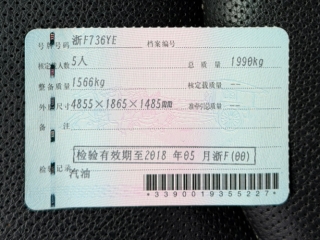 号牌号码 浙F736YE 档案编号
核定载人数 5人 总质量 1990kg
整备质量 1566kg 核定载质量 --
外廓尺寸 4855×1865×1485mm 准牵引总质量 --
备注
检验有效期至2018年05月浙F(00)
检验记录
汽油
*3390019355227*